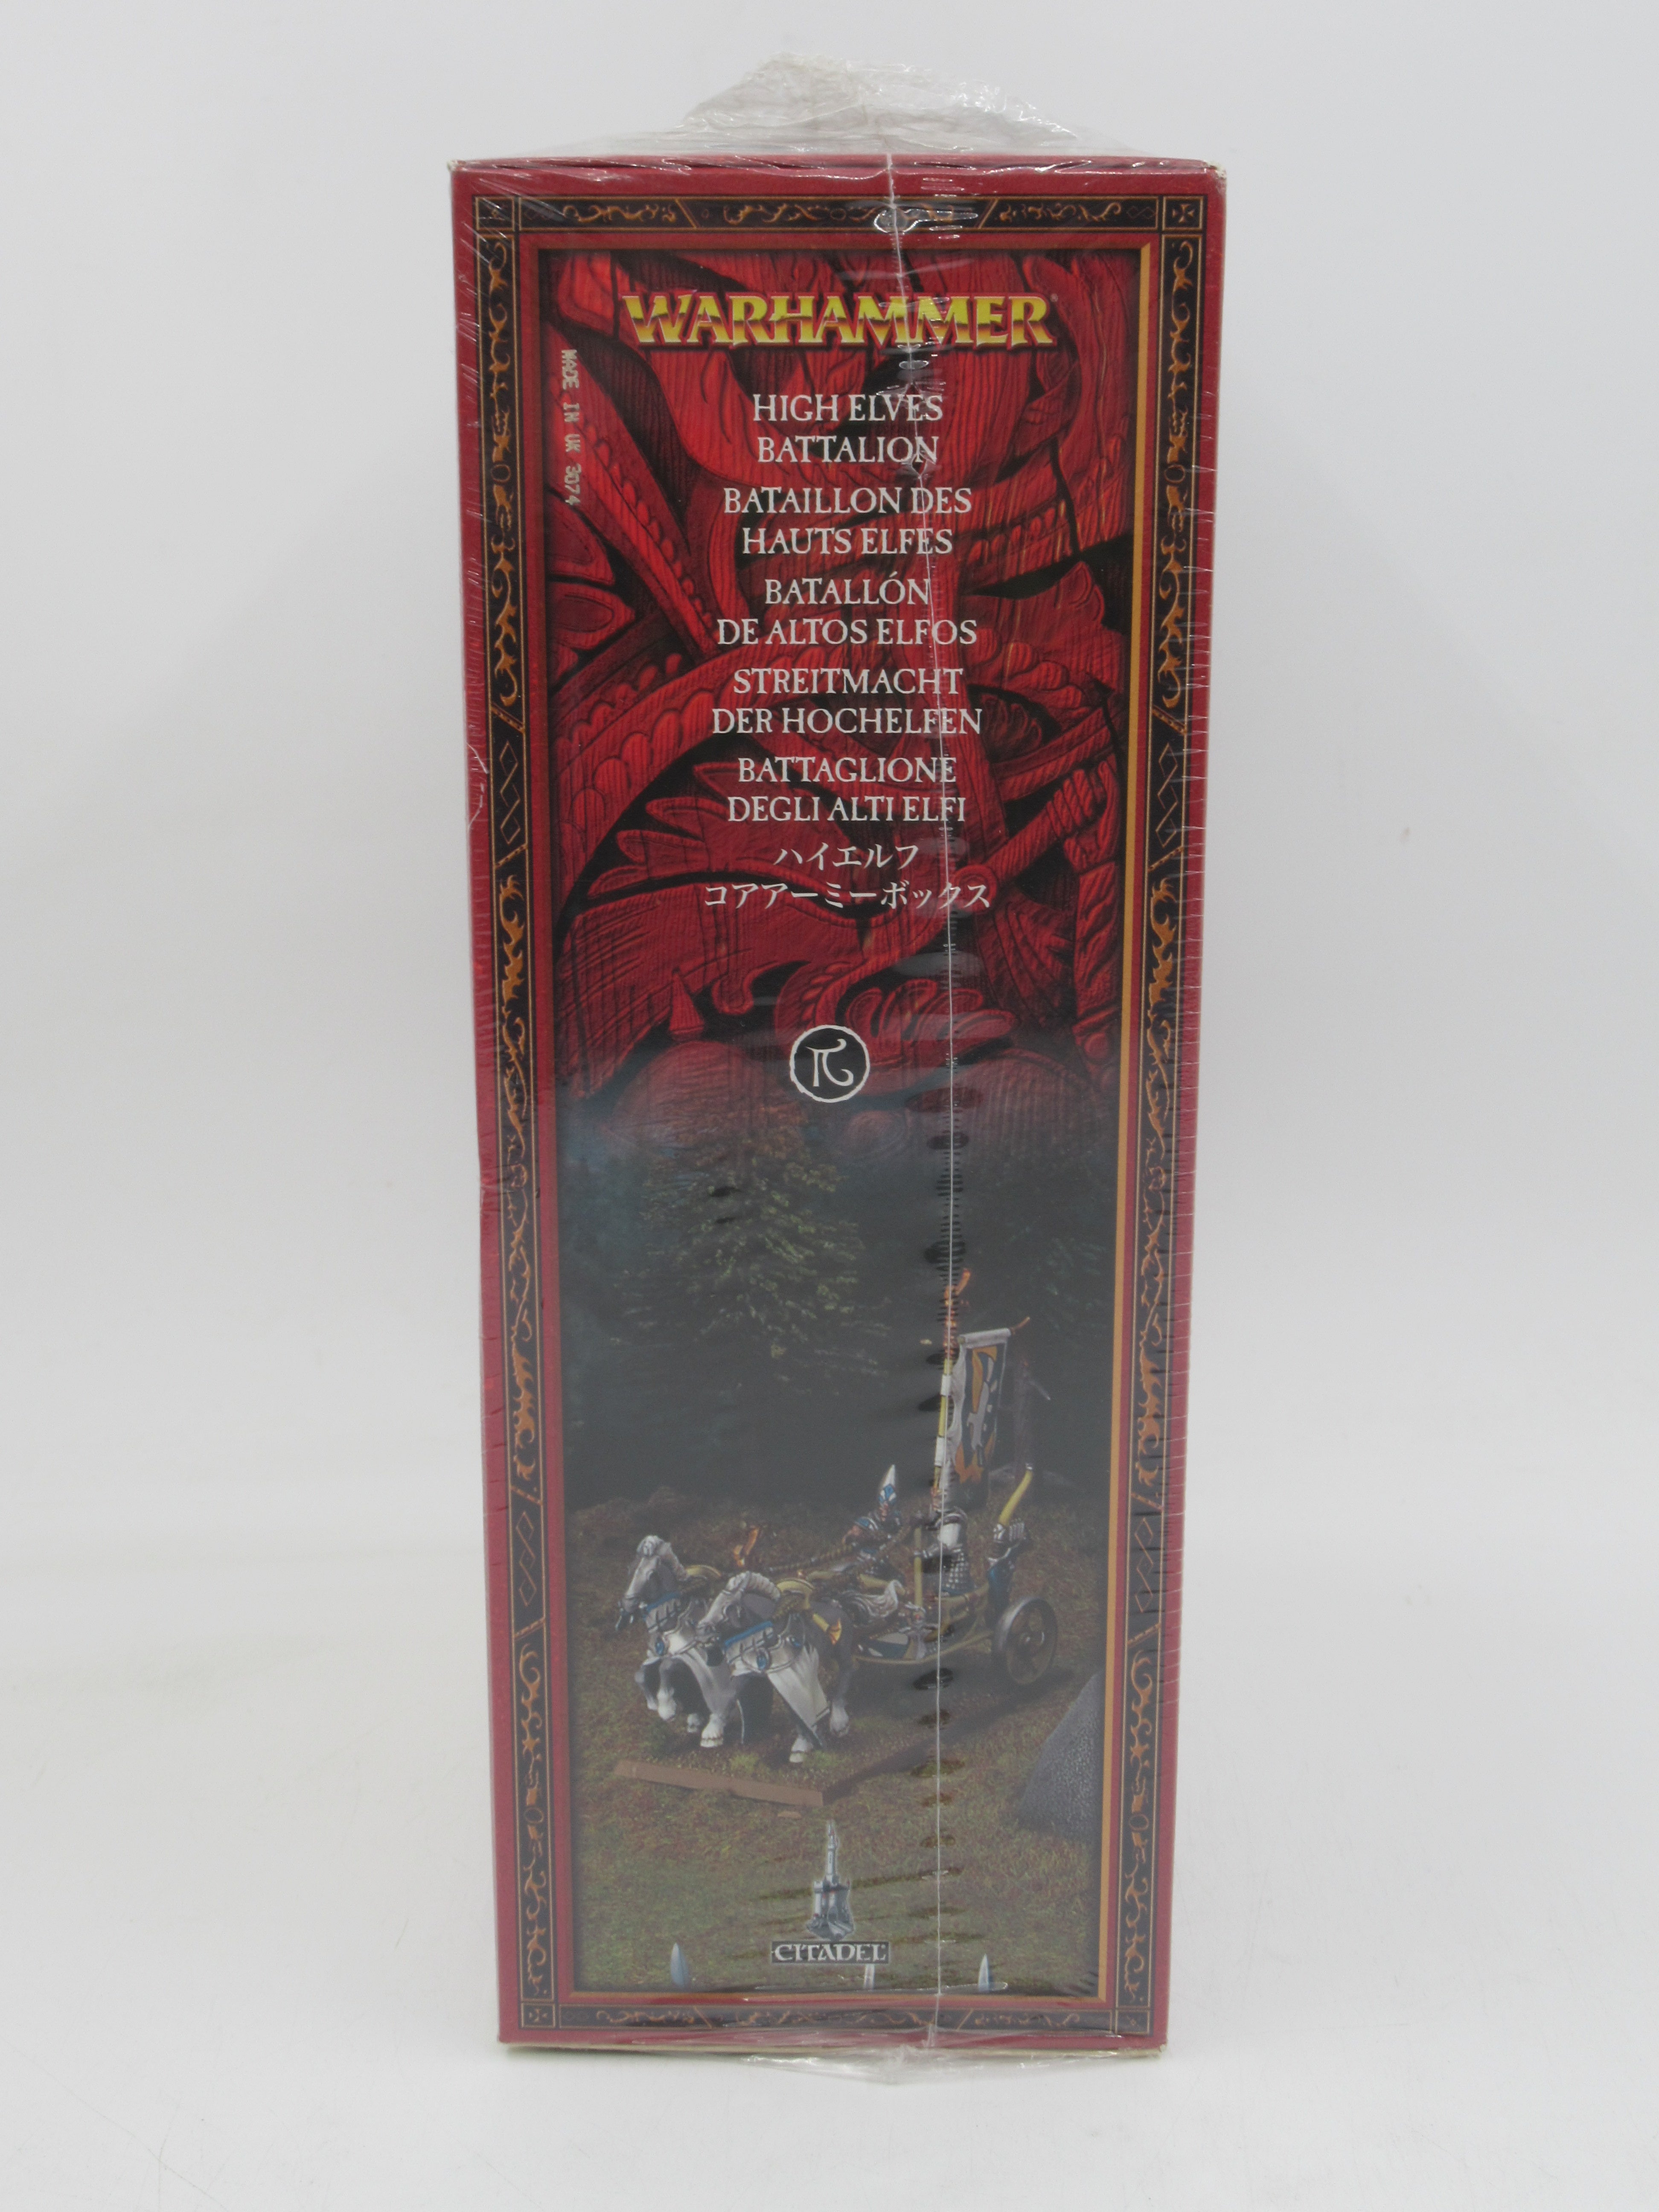 WARHAMMER
MADE IN UK 3074
HIGH ELVES
BATTALION
BATAILLON DES
HAUTS ELFES
BATALLÓN
DE ALTOS ELFOS
STREITMACHT
DER HOCHELFEN
BATTAGLIONE
DEGLI ALTI ELFI
ハイエルフ
コアアーミーボックス
CITADEL